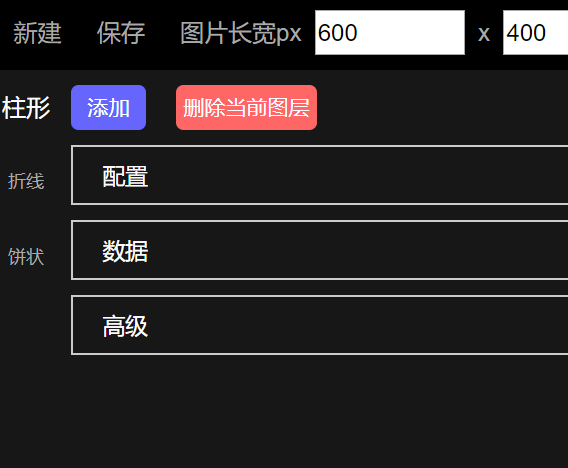 新建 保存 图片长宽px 600 x 400
柱形 添加 删除当前图层
折线 配置
饼状 数据
高级